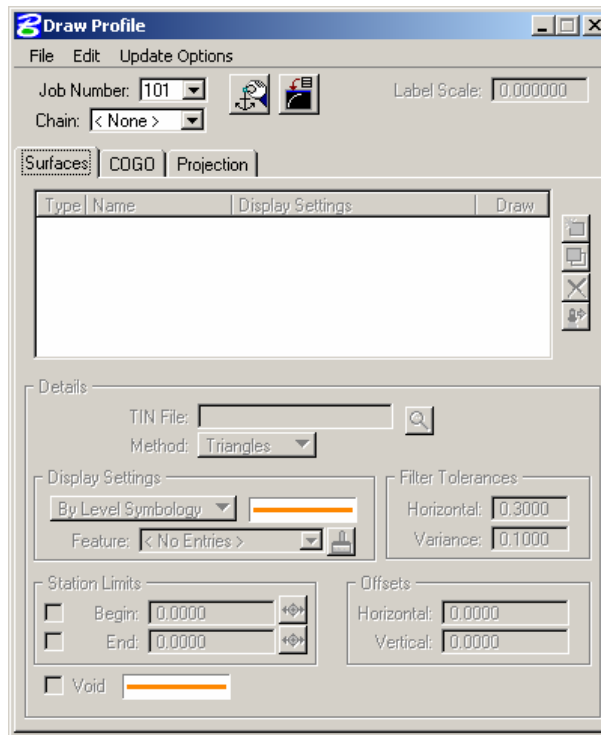 Draw Profile
File Edit Update Options
Job Number: 101 Label Scale: 0.000000
Chain: < None >
Surfaces COGO Projection
Type Name Display Settings Draw
Details
TIN File:
Method: Triangles
Display Settings Filter Tolerances
By Level Symbology Horizontal: 0.3000
Feature: < No Entries > Variance: 0.1000
Station Limits Offsets
Begin: 0.0000 Horizontal: 0.0000
End: 0.0000 Vertical: 0.0000
Void